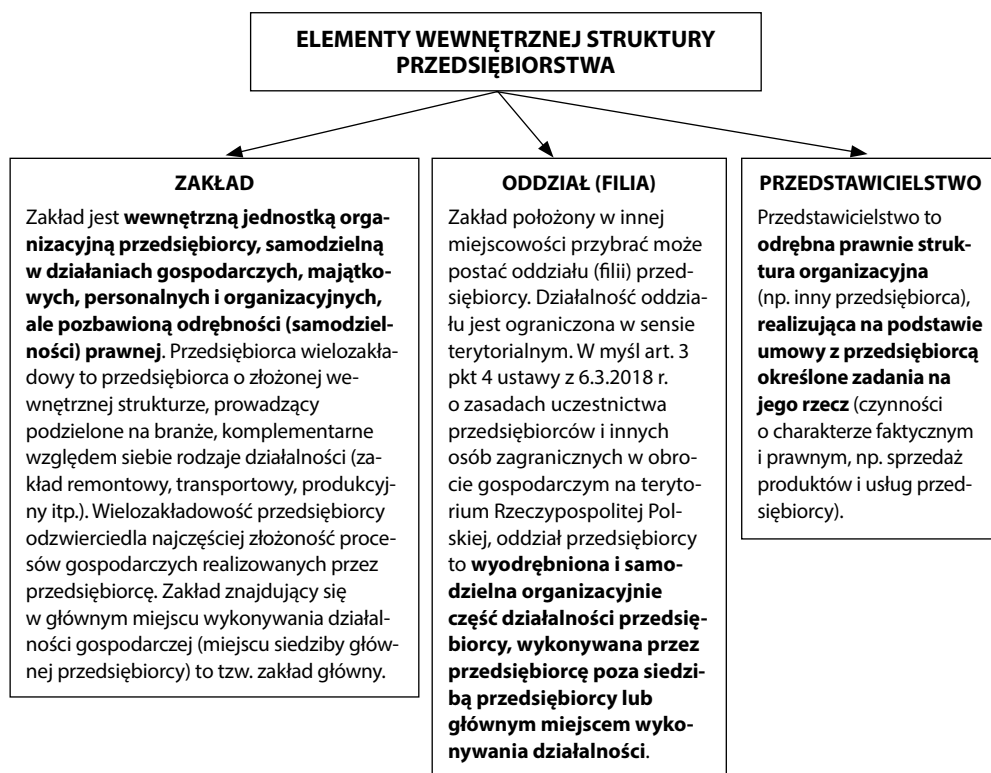 ELEMENTY WEWNĘTRZNEJ STRUKTURY
PRZEDSIĘBIORSTWA
ZAKŁAD
Zakład jest wewnętrzną jednostką orga-
nizacyjną przedsiębiorcy, samodzielną
w działaniach gospodarczych, majątko-
wych, personalnych i organizacyjnych,
ale pozbawioną odrębności (samodziel-
ności) prawnej. Przedsiębiorca wielozakła-
dowy to przedsiębiorca o złożonej we-
wnętrznej strukturze, prowadzący
podzielone na branże, komplementarne
względem siebie rodzaje działalności (za-
kład remontowy, transportowy, produkcyj-
ny itp.). Wielozakładowość przedsiębiorcy
odzwierciedla najczęściej złożoność proce-
sów gospodarczych realizowanych przez
przedsiębiorcę. Zakład znajdujący się
w głównym miejscu wykonywania działal-
ności gospodarczej (miejscu siedziby głów-
nej przedsiębiorcy) to tzw. zakład główny.
ODDZIAŁ (FILIA)
Zakład położony w innej
miejscowości przybrać może
postać oddziału (filii) przed-
siębiorcy. Działalność oddzia-
łu jest ograniczona w sensie
terytorialnym. W myśl art. 3
pkt 4 ustawy z 6.3.2018 r.
o zasadach uczestnictwa
przedsiębiorców i innych
osób zagranicznych w obro-
cie gospodarczym na teryto-
rium Rzeczypospolitej Pol-
skiej, oddział przedsiębiorcy
to wyodrębniona i samo-
dzielna organizacyjnie
część działalności przedsię-
biorcy, wykonywana przez
przedsiębiorcę poza siedzi-
bą przedsiębiorcy lub
głównym miejscem wyko-
nywania działalności.
PRZEDSTAWICIELSTWO
Przedstawicielstwo to
odrębna prawnie struk-
tura organizacyjna
(np. inny przedsiębiorca),
realizująca na podstawie
umowy z przedsiębiorcą
określone zadania na
jego rzecz (czynności
o charakterze faktycznym
i prawnym, np. sprzedaż
produktów i usług przed-
siębiorcy).